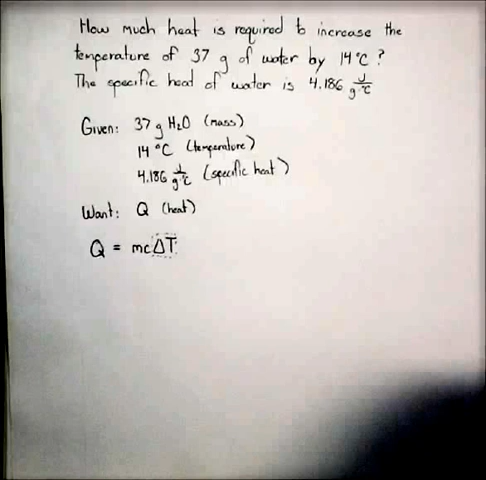 How much heat is required to increase the
temperature of 37 g of water by 14 °C ?
The specific heat of water is 4.186 J/g·°C
Given: 37 g H₂O (mass)
14 °C (temperature)
4.186 J/g·°C (specific heat)
Want: Q (heat)
Q = mcΔT